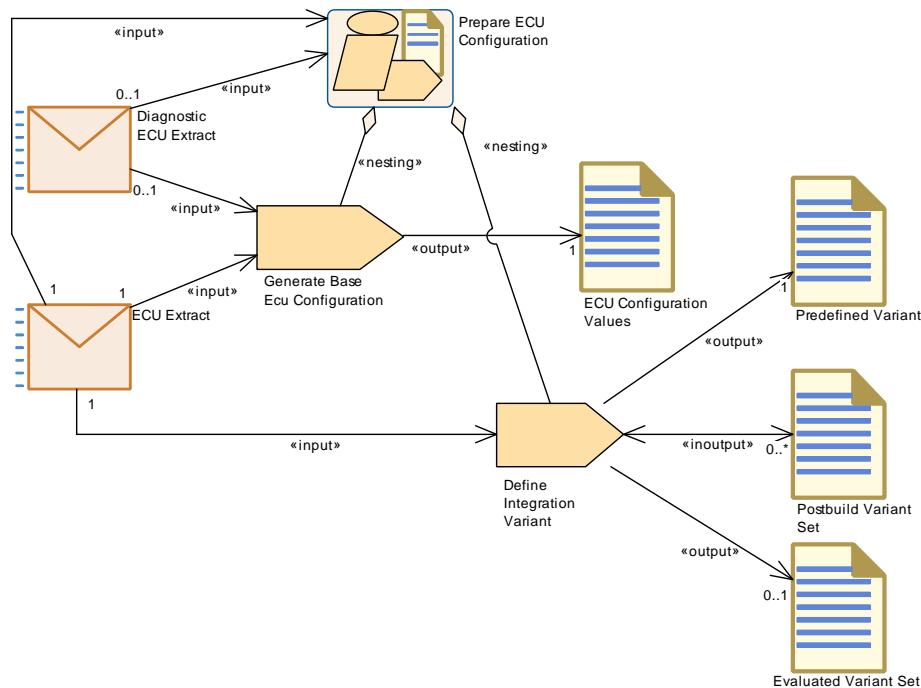 Prepare ECU
Configuration
«input»
«input»
0..1
Diagnostic
ECU Extract
«nesting»
«nesting»
0..1
«input»
«output»
1
Generate Base
Ecu Configuration
«input»
1
1
ECU Extract
ECU Configuration
Values
1
Predefined Variant
«output»
1
«input»
«inoutput»
0..*
Define
Integration
Variant
Postbuild Variant
Set
«output»
0..1
Evaluated Variant Set